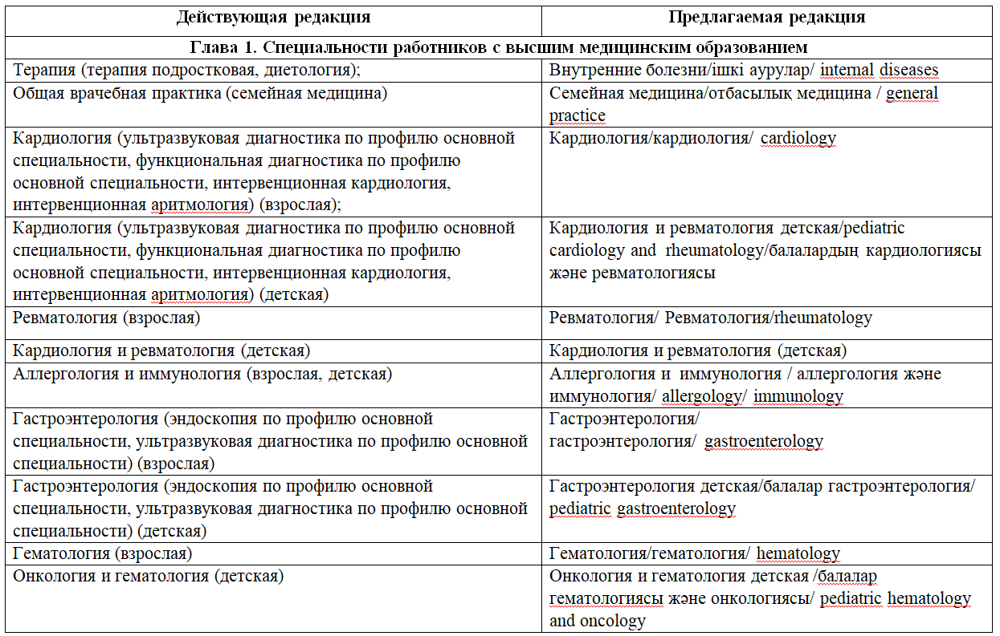 Действующая редакция
Предлагаемая редакция
Глава 1. Специальности работников с высшим медицинским образованием
Терапия (терапия подростковая, диетология);
Внутренние болезни/ішкі аурулар/ internal diseases
Общая врачебная практика (семейная медицина)
Семейная медицина/отбасылық медицина / general
practice
Кардиология (ультразвуковая диагностика по профилю основной
специальности, функциональная диагностика по профилю
основной специальности, интервенционная кардиология,
интервенционная аритмология) (взрослая);
Кардиология/кардиология/ cardiology
Кардиология (ультразвуковая диагностика по профилю основной
специальности, функциональная диагностика по профилю
основной специальности, интервенционная кардиология,
интервенционная аритмология) (детская)
Кардиология и ревматология детская/pediatric
cardiology and rheumatology/балалардың кардиологиясы
және ревматологиясы
Ревматология (взрослая)
Ревматология/ Ревматология/rheumatology
Кардиология и ревматология (детская)
Кардиология и ревматология (детская)
Аллергология и иммунология (взрослая, детская)
Аллергология и иммунология / аллергология және
иммунология/ allergology/ immunology
Гастроэнтерология (эндоскопия по профилю основной
специальности, ультразвуковая диагностика по профилю основной
специальности) (взрослая)
Гастроэнтерология/
гастроэнтерология/ gastroenterology
Гастроэнтерология (эндоскопия по профилю основной
специальности, ультразвуковая диагностика по профилю основной
специальности) (детская)
Гастроэнтерология детская/балалар гастроэнтерология/
pediatric gastroenterology
Гематология (взрослая)
Гематология/гематология/ hematology
Онкология и гематология (детская)
Онкология и гематология детская /балалар
гематологиясы және онкологиясы/ pediatric hematology
and oncology